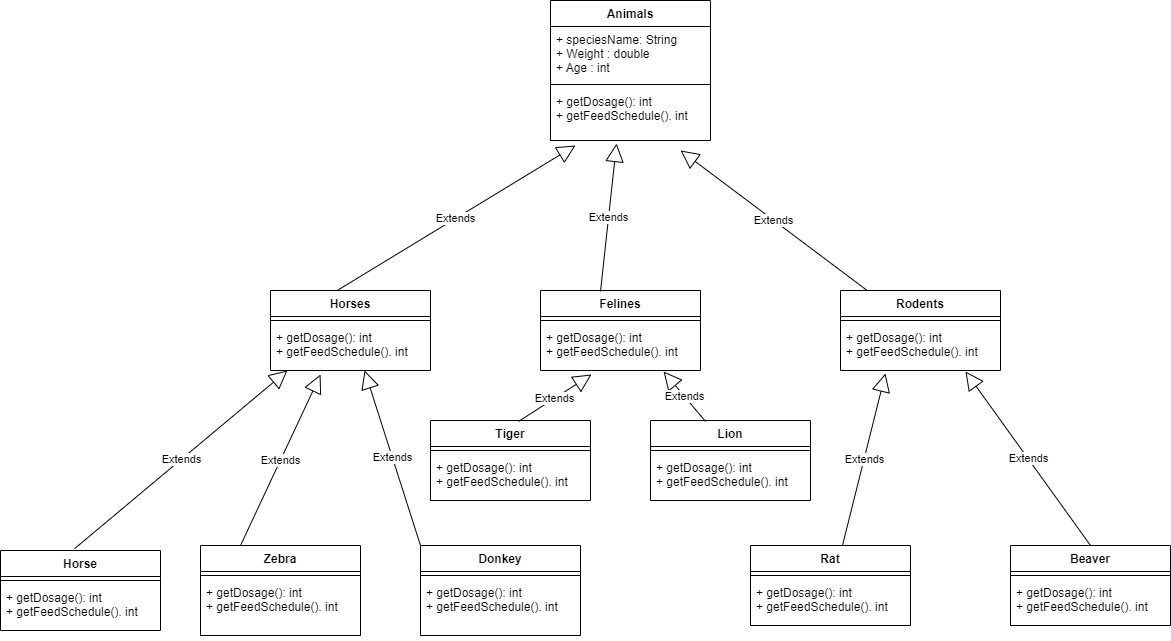 Animals
+ speciesName: String
+ Weight : double
+ Age : int
+ getDosage(): int
+ getFeedSchedule(). int
Extends
Extends
Extends
Horses
+ getDosage(): int
+ getFeedSchedule(). int
Felines
+ getDosage(): int
+ getFeedSchedule(). int
Rodents
+ getDosage(): int
+ getFeedSchedule(). int
Extends
Extends
Tiger
+ getDosage(): int
+ getFeedSchedule(). int
Lion
+ getDosage(): int
+ getFeedSchedule(). int
Extends
Extends
Extends
Extends
Extends
Horse
+ getDosage(): int
+ getFeedSchedule(). int
Zebra
+ getDosage(): int
+ getFeedSchedule(). int
Donkey
+ getDosage(): int
+ getFeedSchedule(). int
Rat
+ getDosage(): int
+ getFeedSchedule(). int
Beaver
+ getDosage(): int
+ getFeedSchedule(). int